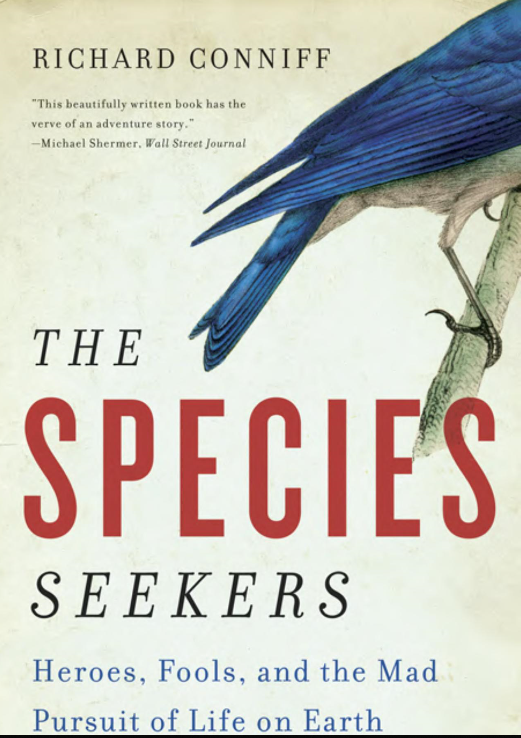 RICHARD CONNIFF
"This beautifully written book has the
verve of an adventure story."
—Michael Shermer, Wall Street Journal
THE
SPECIES
SEEKERS
Heroes, Fools, and the Mad
Pursuit of Life on Earth